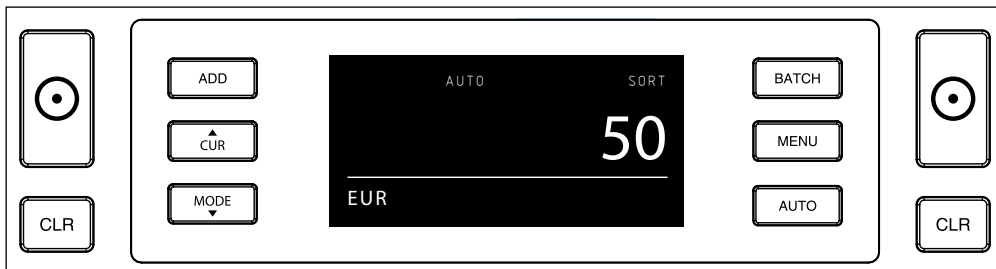 ADD
CUR
MODE
CLR
AUTO SORT
50
EUR
BATCH
MENU
AUTO
CLR